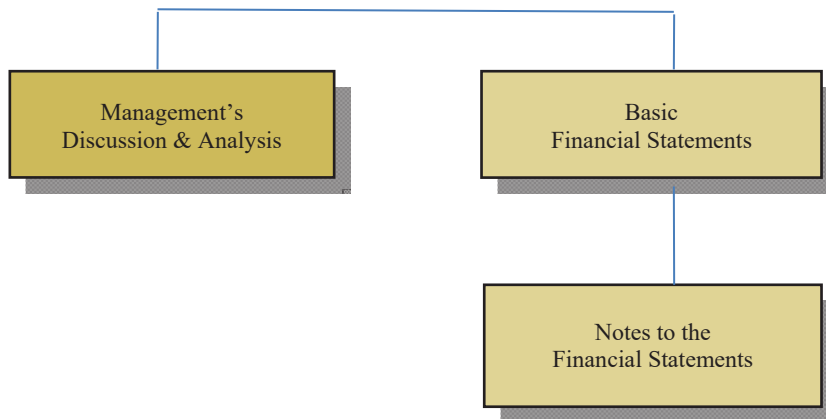 Management’s
Discussion & Analysis
Basic
Financial Statements
Notes to the
Financial Statements